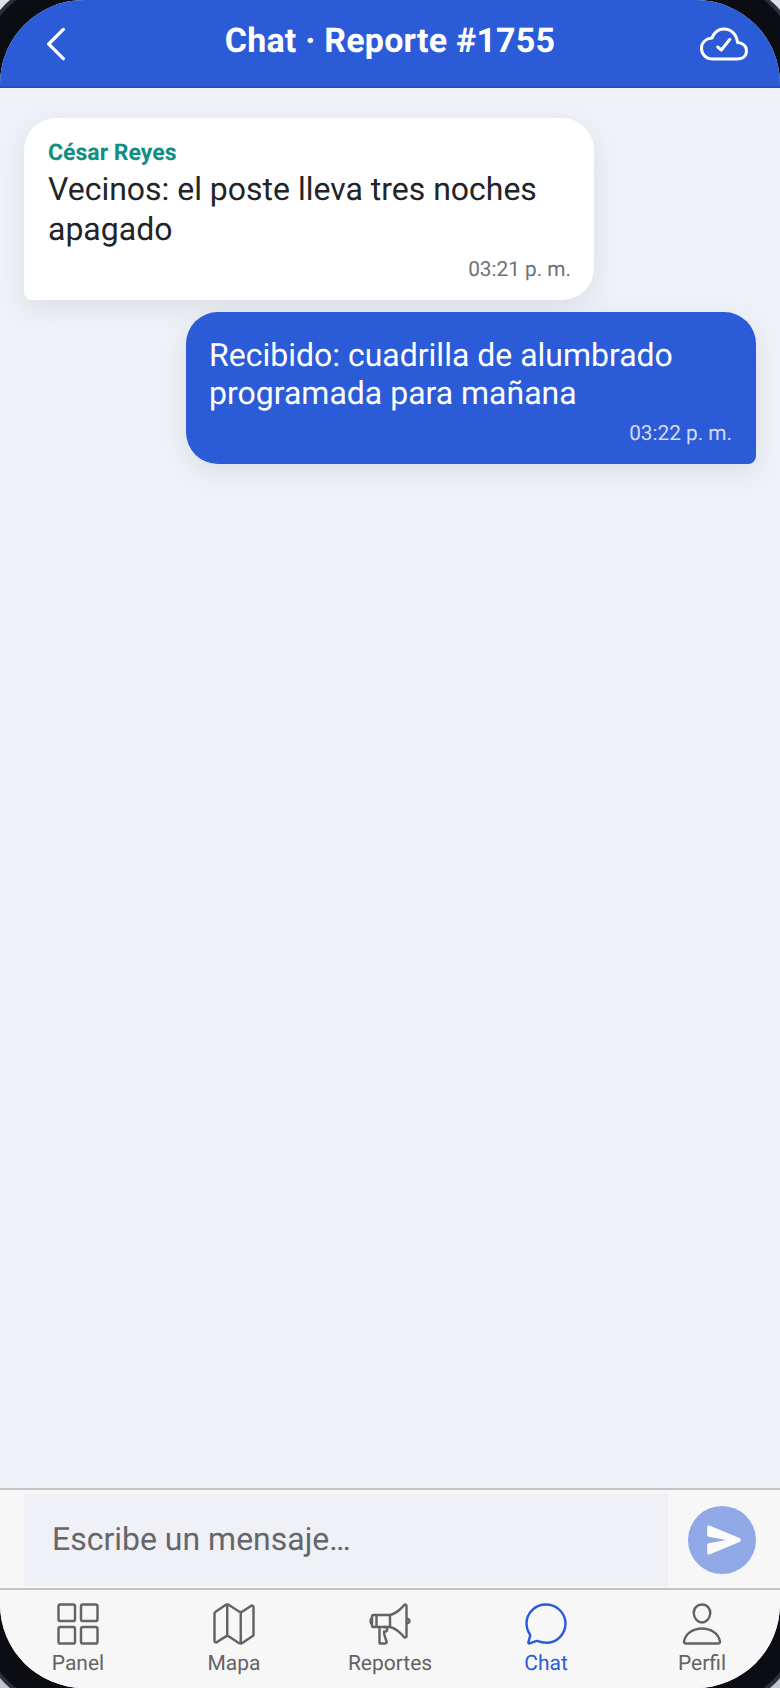 Chat · Reporte #1755
César Reyes
Vecinos: el poste lleva tres noches
apagado
03:21 p. m.
Recibido: cuadrilla de alumbrado
programada para mañana
03:22 p. m.
Escribe un mensaje...
Panel
Mapa
Reportes
Chat
Perfil